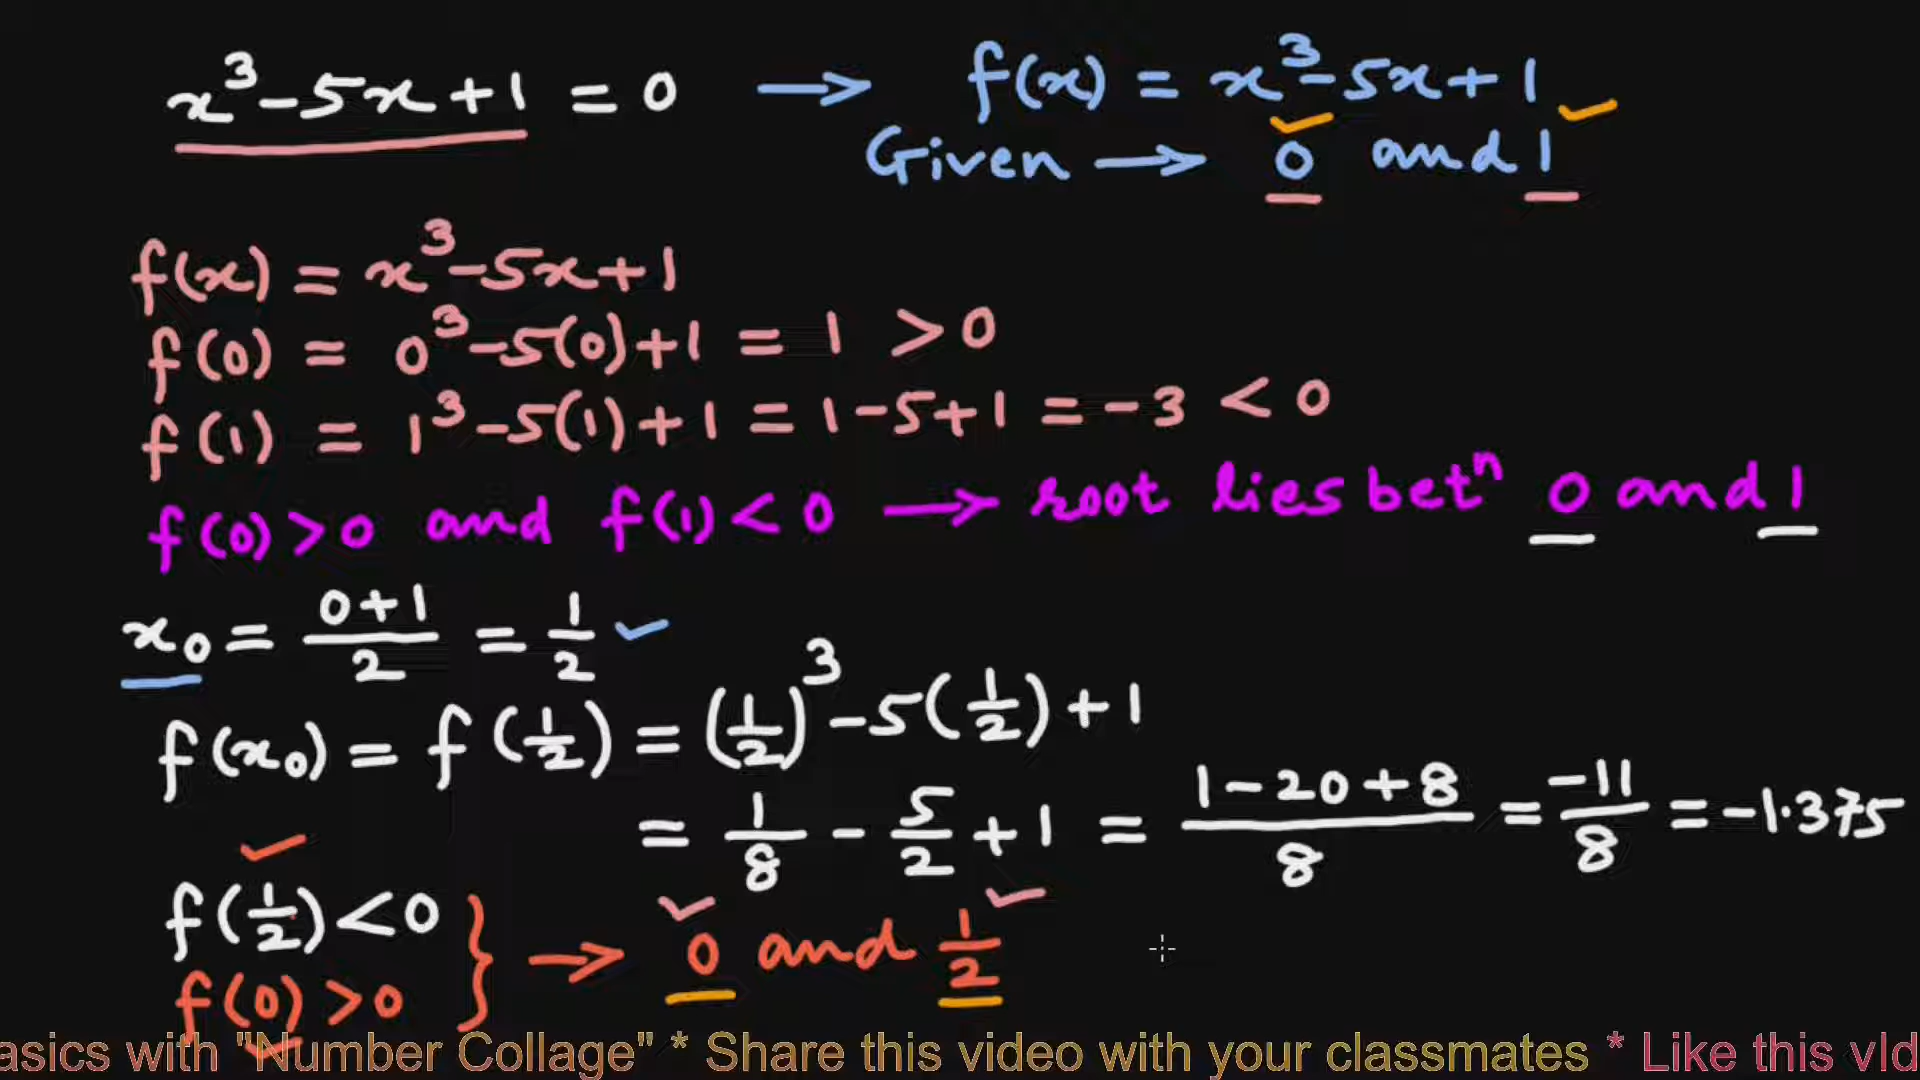 x³-5x+1 = 0 → f(x) = x³-5x+1
Given → 0 and 1
f(x) = x³-5x+1
f(0) = 0³-5(0)+1 = 1 >0
f(1) = 1³-5(1)+1 = 1-5+1 = -3 < 0
f(0)>0 and f(1)<0 → root lies betⁿ 0 and 1
x₀ = (0+1)/2 = 1/2
f(x₀) = f(1/2) = (1/2)³-5(1/2)+1
= 1/8 - 5/2 + 1 = (1-20+8)/8 = -11/8 = -1.375
f(1/2)<0
f(0)>0 } → 0 and 1/2
asics with "Number Collage" * Share this video with your classmates * Like this vId